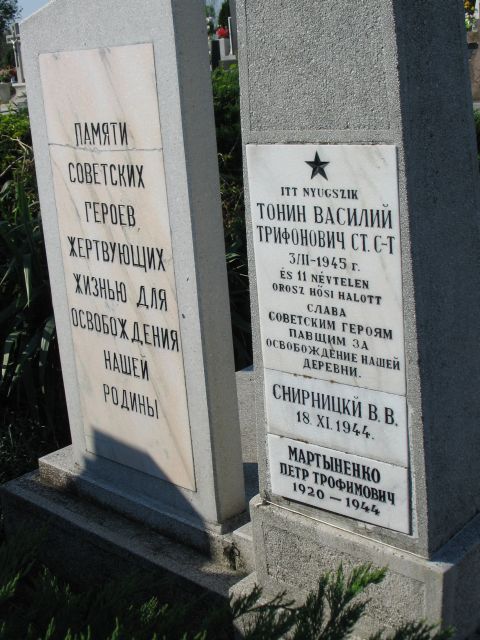 ПАМЯТИ
СОВЕТСКИХ
ГЕРОЕВ,
ЖЕРТВУЮЩИХ
ЖИЗНЬЮ ДЛЯ
ОСВОБОЖДЕНИЯ
НАШЕЙ
РОДИНЫ
ITT NYUGSZIK
ТОНИН ВАСИЛИЙ
ТРИФОНОВИЧ СТ. С-Т
3/II-1945 г.
ÉS 11 NÉVTELEN
OROSZ HŐSI HALOTT
СЛАВА
СОВЕТСКИМ ГЕРОЯМ
ПАВЩИМ ЗА
ОСВОБОЖДЕНИЕ НАШЕЙ
ДЕРЕВНИ.
СНИРНИЦКЙ В. В.
18. XI. 1944.
МАРТЫНЕНКО
ПЕТР ТРОФИМОВИЧ
1920 – 1944